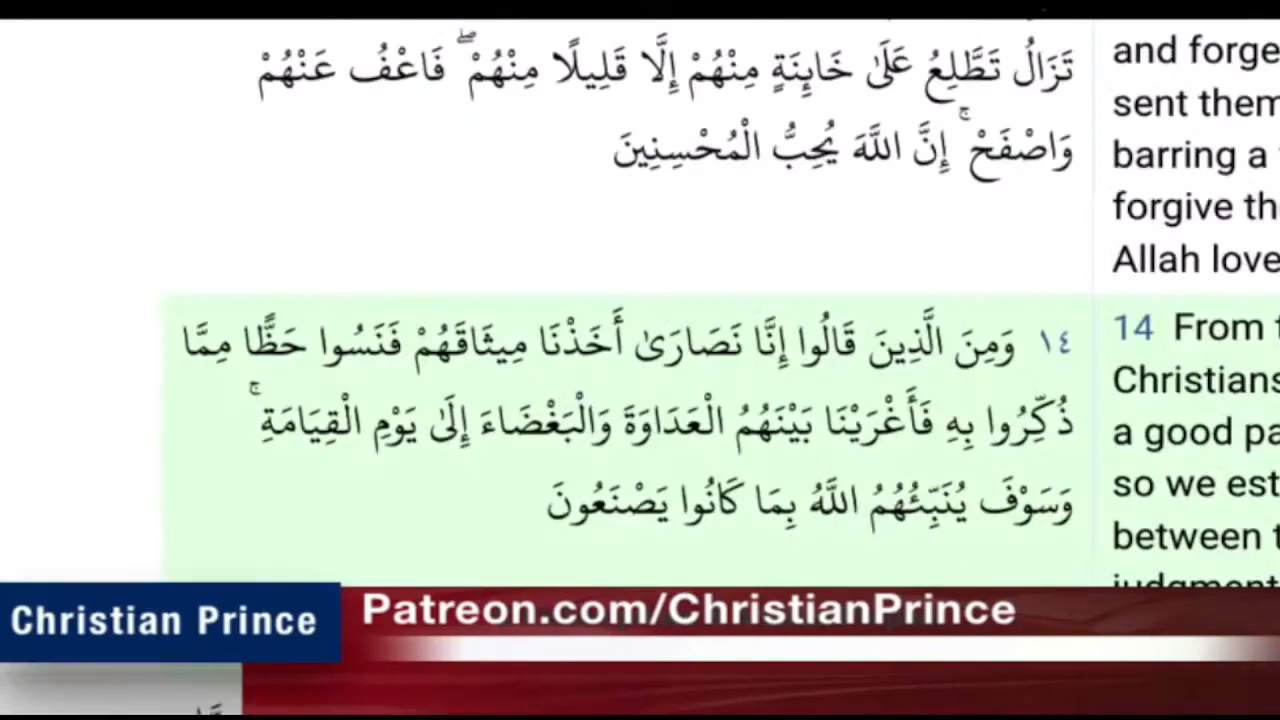 تَزَالُ تَطَّلِعُ عَلَىٰ خَائِنَةٍ مِنْهُمْ إِلَّا قَلِيلًا مِنْهُمْ ۖ فَاعْفُ عَنْهُمْ
وَاصْفَحْ ۚ إِنَّ اللَّهَ يُحِبُّ الْمُحْسِنِينَ
١٤ وَمِنَ الَّذِينَ قَالُوا إِنَّا نَصَارَىٰ أَخَذْنَا مِيثَاقَهُمْ فَنَسُوا حَظًّا مِمَّا
ذُكِّرُوا بِهِ فَأَغْرَيْنَا بَيْنَهُمُ الْعَدَاوَةَ وَالْبَغْضَاءَ إِلَىٰ يَوْمِ الْقِيَامَةِ ۚ
وَسَوْفَ يُنَبِّئُهُمُ اللَّهُ بِمَا كَانُوا يَصْنَعُونَ
and forge
sent them
barring a
forgive th
Allah love
14 From
Christians
a good pa
so we est
between
judgment
Christian Prince
Patreon.com/ChristianPrince